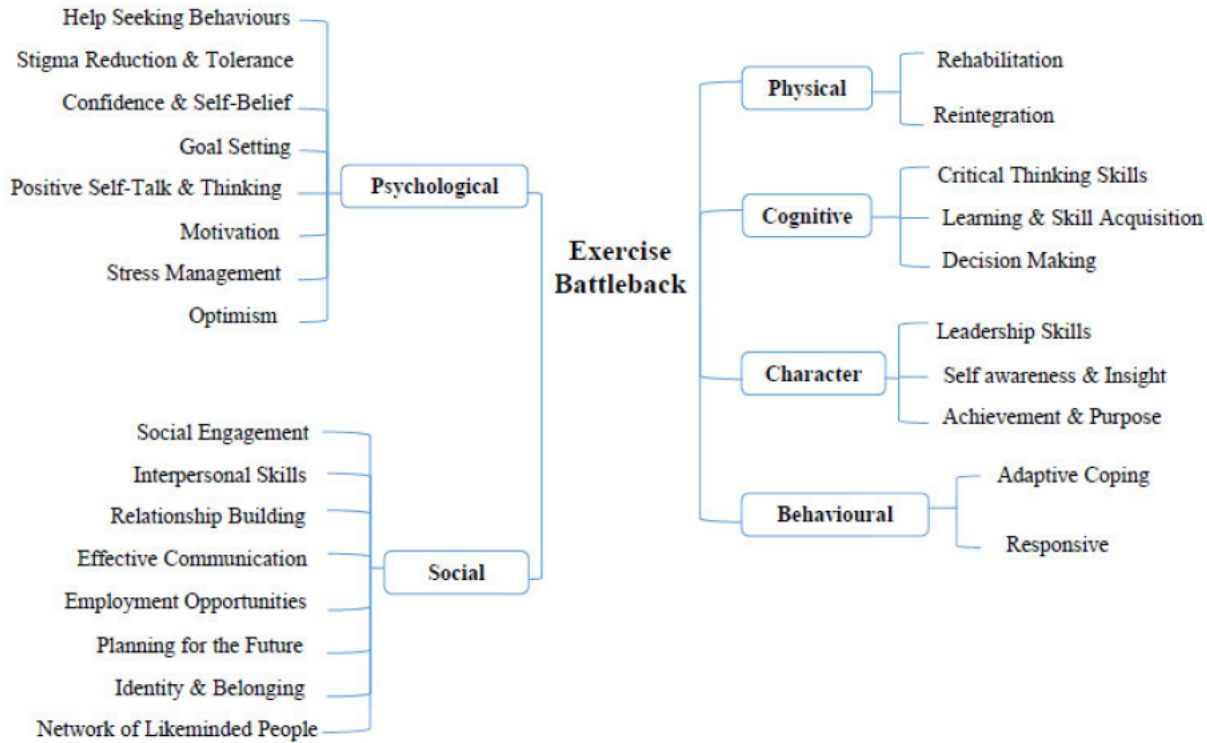 Help Seeking Behaviours
Stigma Reduction & Tolerance
Confidence & Self-Belief
Goal Setting
Positive Self-Talk & Thinking
Motivation
Stress Management
Optimism
Psychological
Social Engagement
Interpersonal Skills
Relationship Building
Effective Communication
Employment Opportunities
Planning for the Future
Identity & Belonging
Network of Likeminded People
Social
Exercise
Battleback
Physical
Rehabilitation
Reintegration
Cognitive
Critical Thinking Skills
Learning & Skill Acquisition
Decision Making
Character
Leadership Skills
Self awareness & Insight
Achievement & Purpose
Behavioural
Adaptive Coping
Responsive